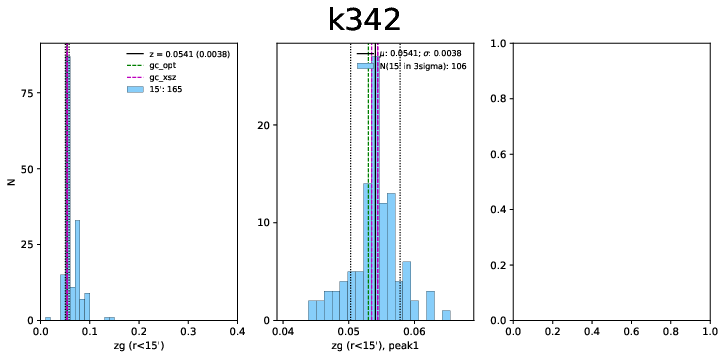 k342
z = 0.0541 (0.0038)
gc_opt
gc_xsz
15': 165
N
75
50
25
0
0.0 0.1 0.2 0.3 0.4
zg (r<15')
μ: 0.0541; σ: 0.0038
N(15' in 3sigma): 106
20
10
0
0.04 0.05 0.06
zg (r<15'), peak1
1.0
0.8
0.6
0.4
0.2
0.0
0.0 0.2 0.4 0.6 0.8 1.0